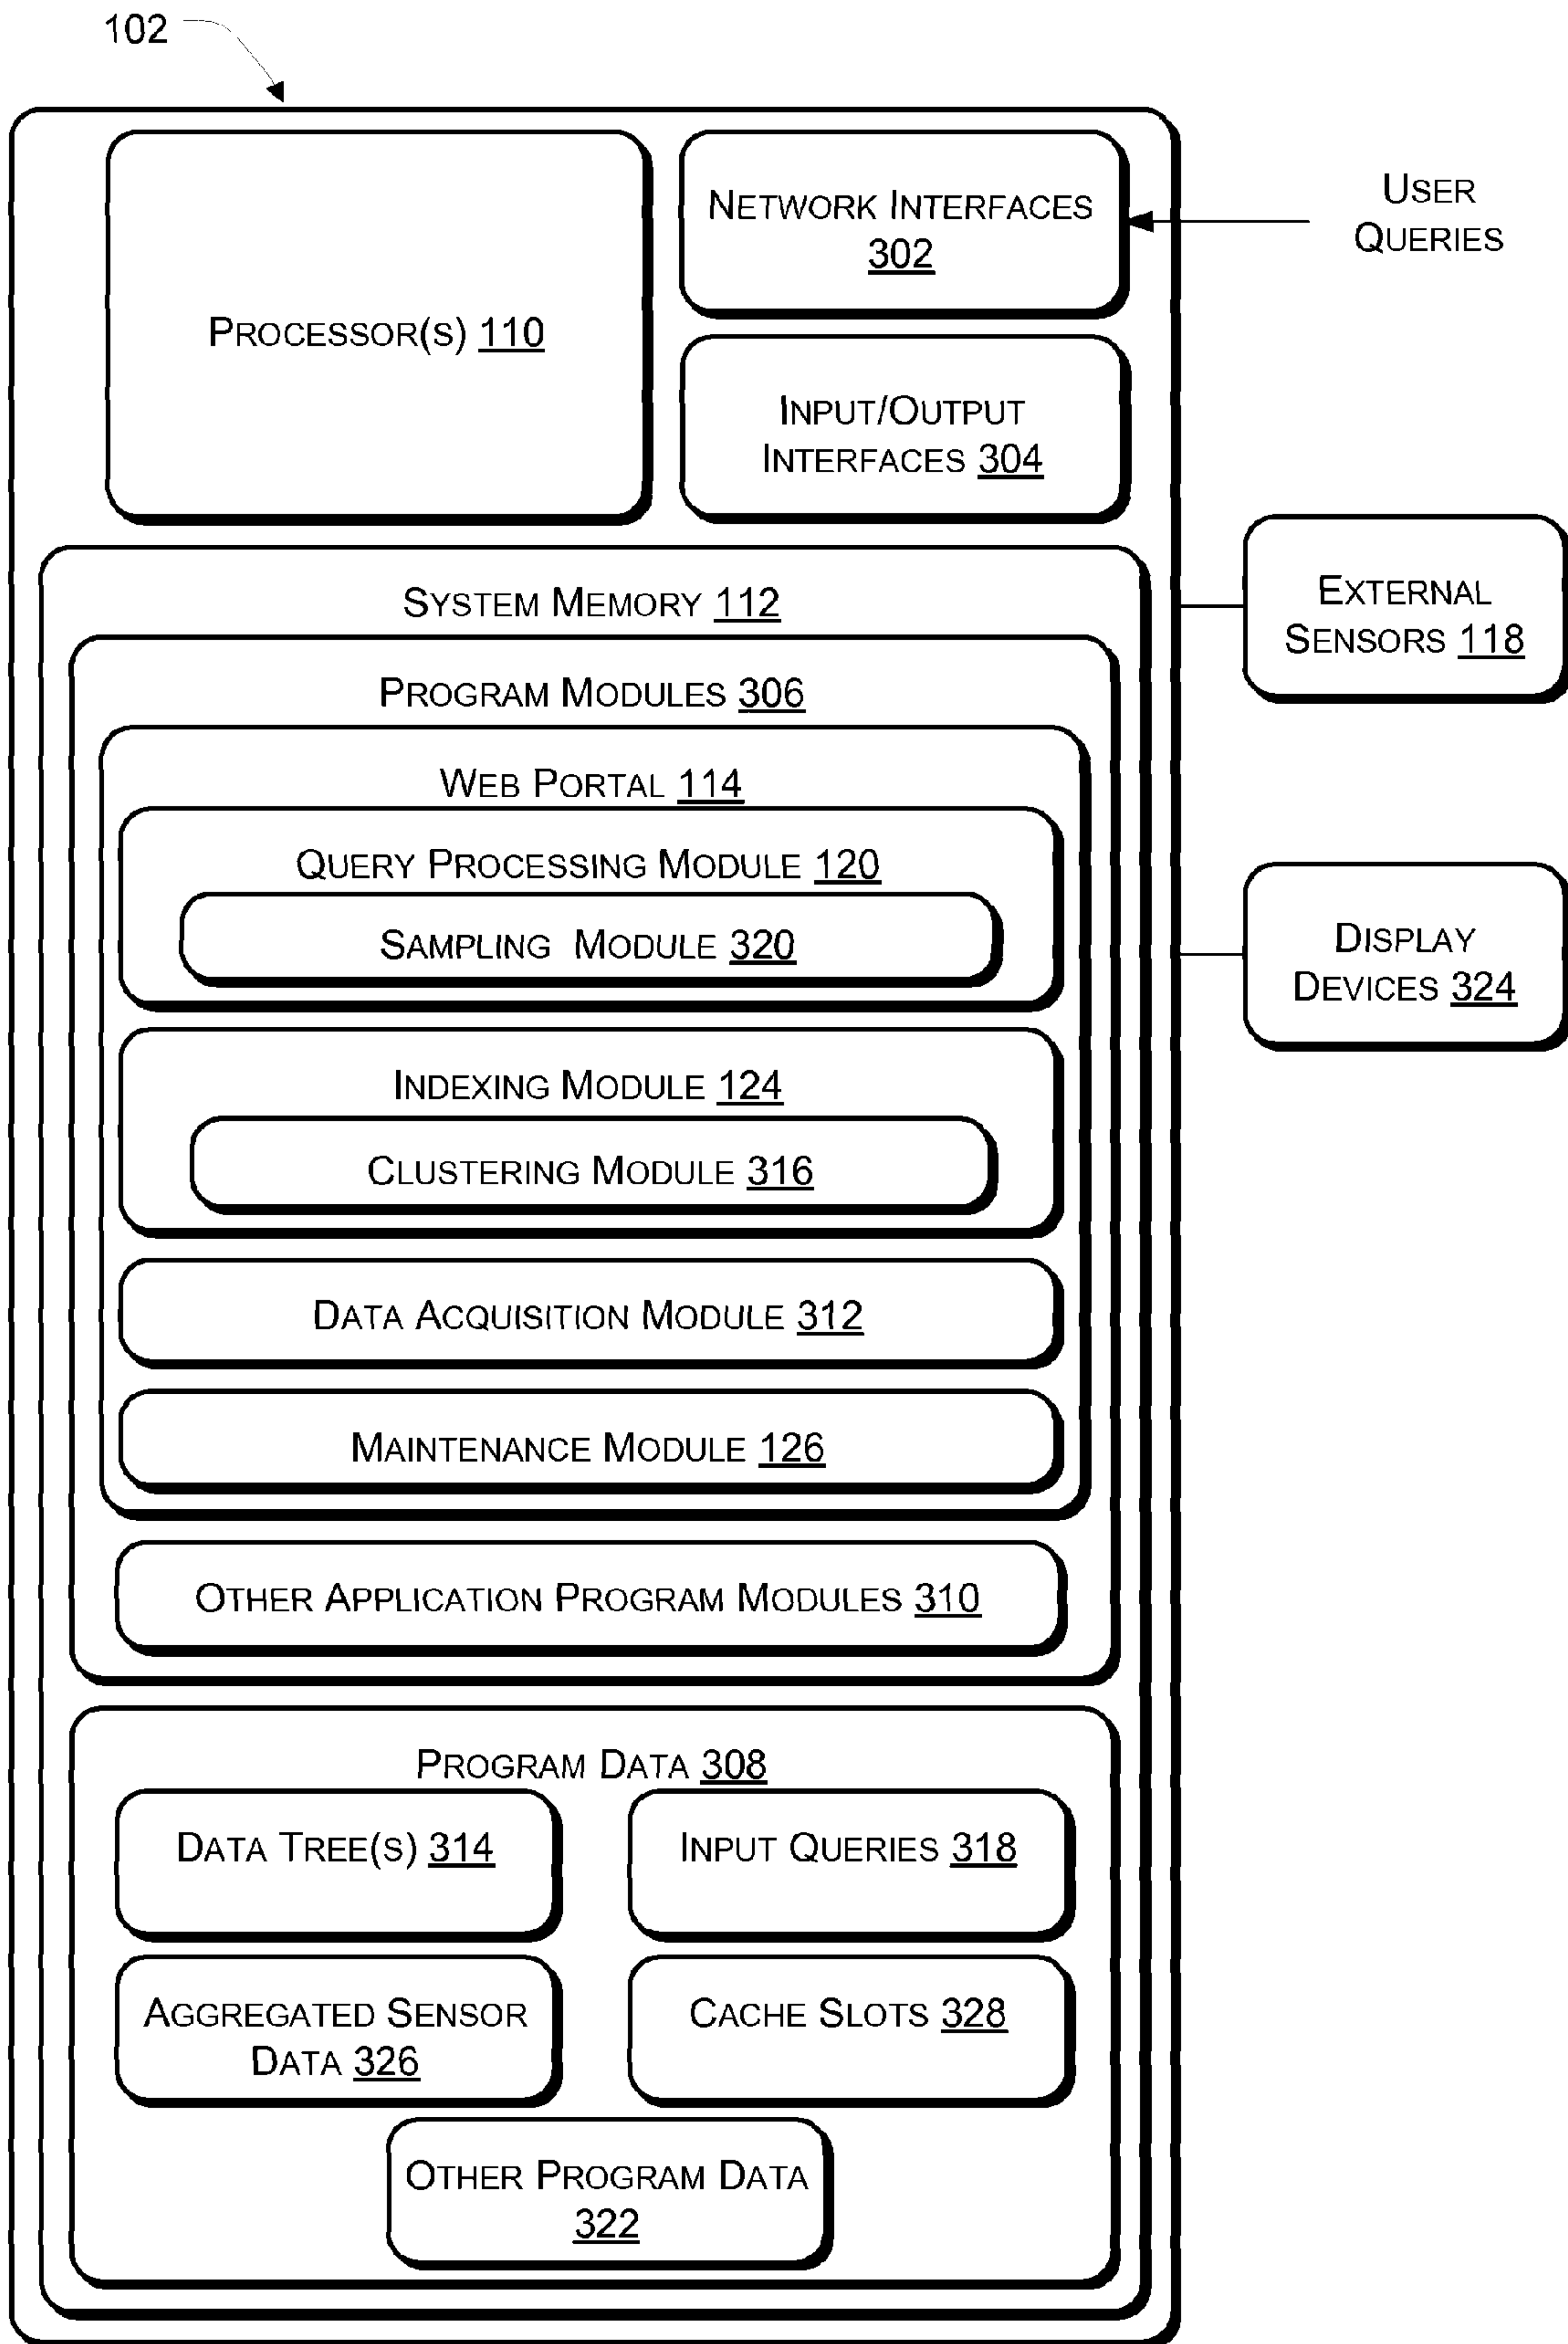 102
PROCESSOR(S) 110
NETWORK INTERFACES
302
USER
QUERIES
INPUT/OUTPUT
INTERFACES 304
SYSTEM MEMORY 112
EXTERNAL
SENSORS 118
PROGRAM MODULES 306
WEB PORTAL 114
QUERY PROCESSING MODULE 120
SAMPLING MODULE 320
DISPLAY
DEVICES 324
INDEXING MODULE 124
CLUSTERING MODULE 316
DATA ACQUISITION MODULE 312
MAINTENANCE MODULE 126
OTHER APPLICATION PROGRAM MODULES 310
PROGRAM DATA 308
DATA TREE(S) 314
INPUT QUERIES 318
AGGREGATED SENSOR
DATA 326
CACHE SLOTS 328
OTHER PROGRAM DATA
322